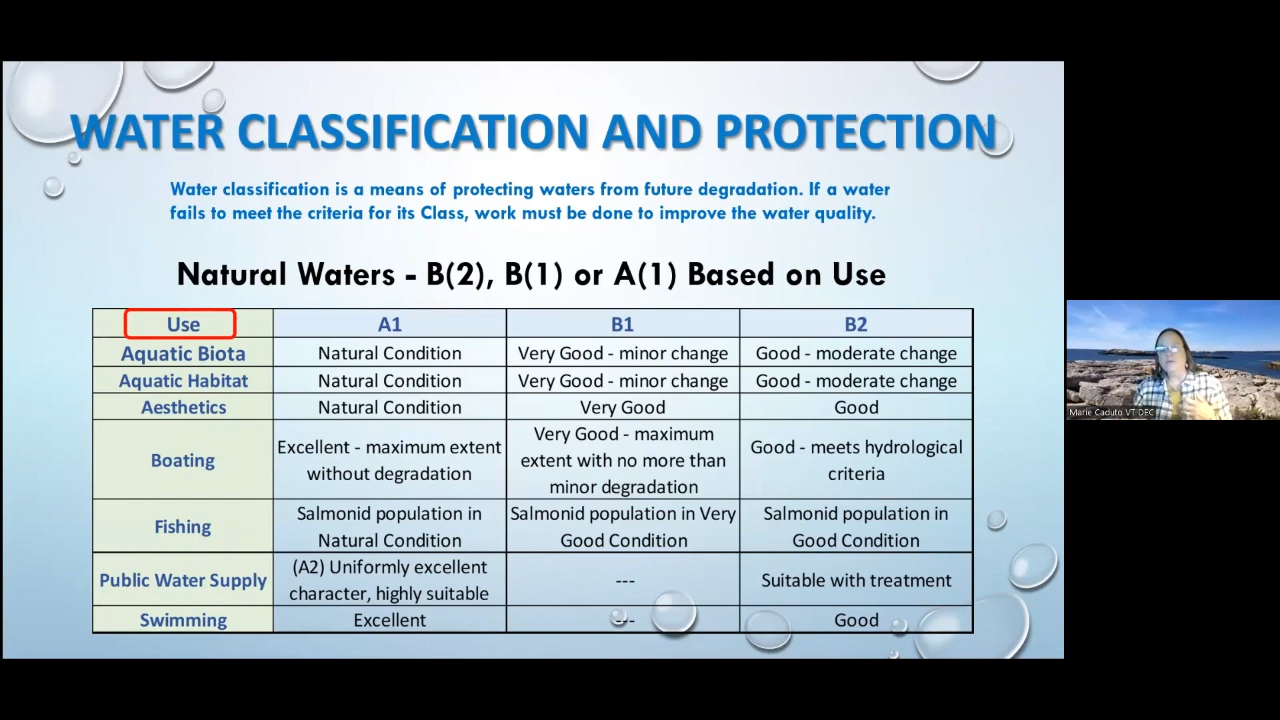 WATER CLASSIFICATION AND PROTECTION
Water classification is a means of protecting waters from future degradation. If a water
fails to meet the criteria for its Class, work must be done to improve the water quality.
Natural Waters - B(2), B(1) or A(1) Based on Use
Use A1 B1 B2
Aquatic Biota Natural Condition Very Good - minor change Good - moderate change
Aquatic Habitat Natural Condition Very Good - minor change Good - moderate change
Aesthetics Natural Condition Very Good Good
Boating
Excellent - maximum extent
without degradation
Very Good - maximum
extent with no more than
minor degradation
Good - meets hydrological
criteria
Fishing
Salmonid population in
Natural Condition
Salmonid population in Very
Good Condition
Salmonid population in
Good Condition
Public Water Supply
(A2) Uniformly excellent
character, highly suitable
---
Suitable with treatment
Swimming Excellent --- Good
Marie Caduto VT DEC